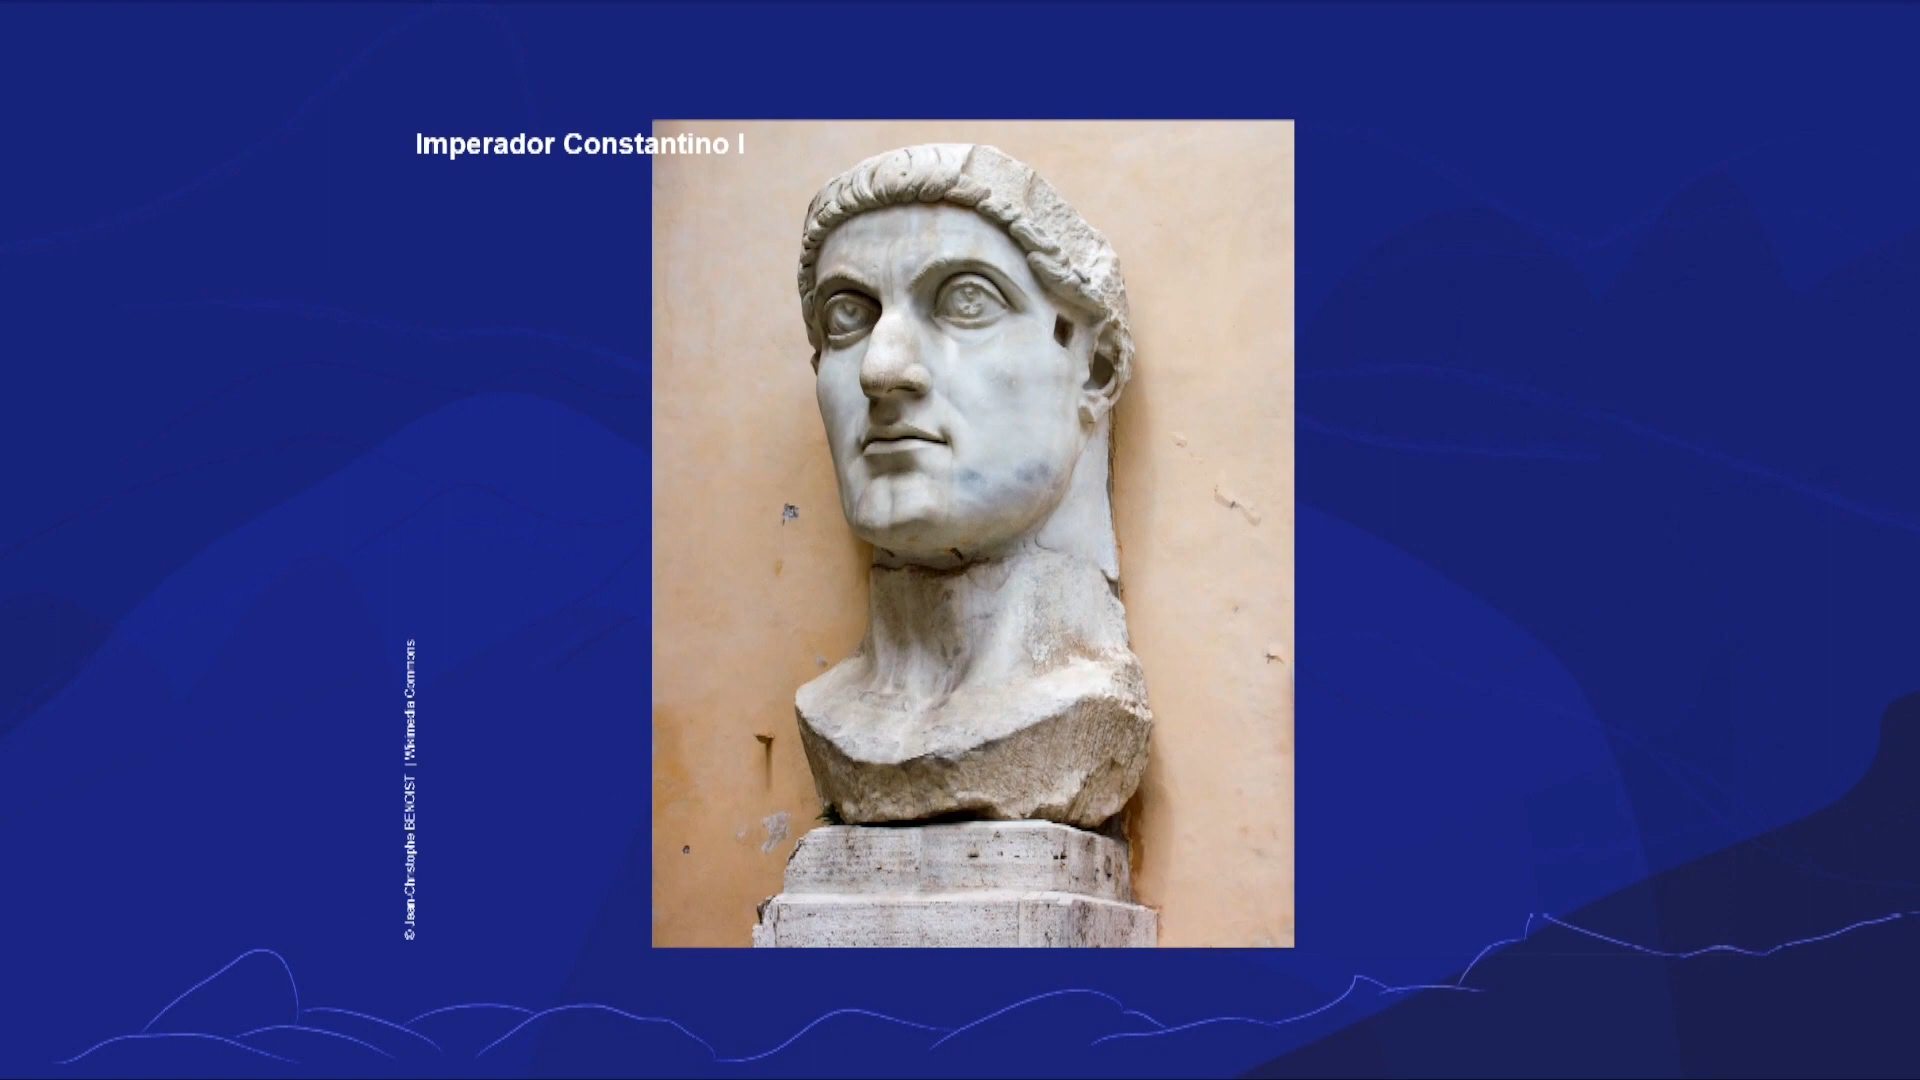 Imperador Constantino I
© Jean-Christophe BENOIST | Wikimedia Commons